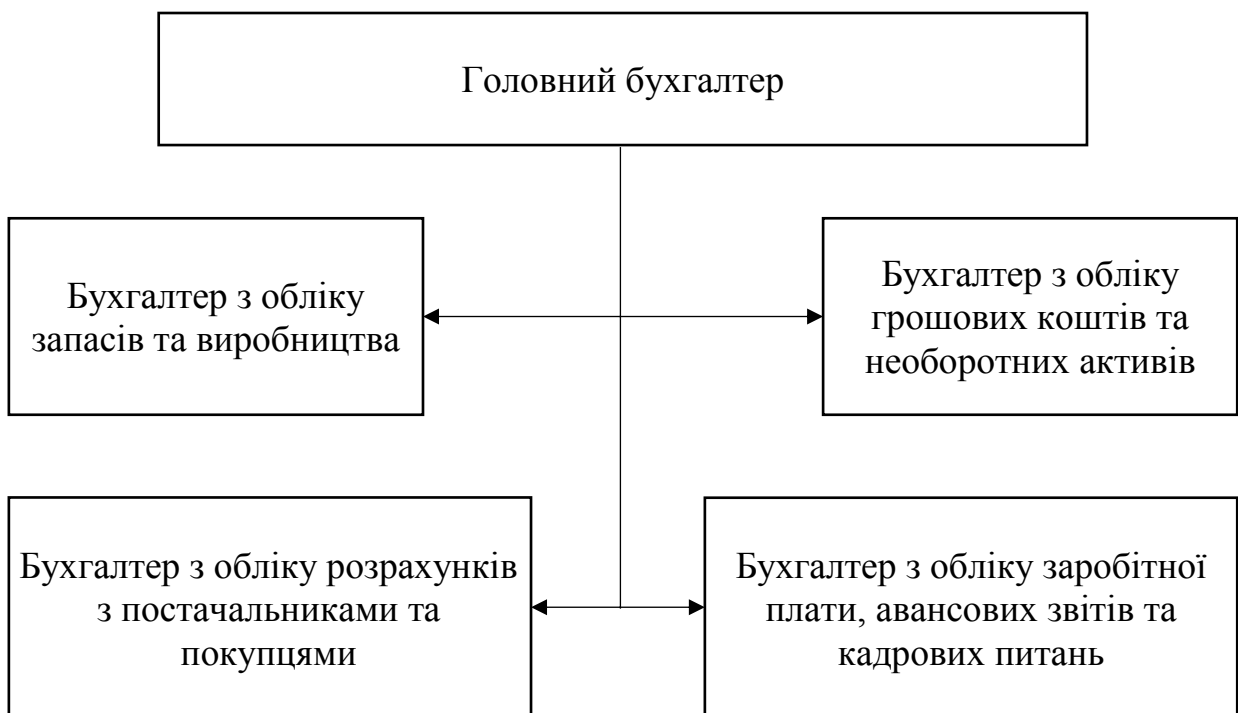 Головний бухгалтер
Бухгалтер з обліку
запасів та виробництва
Бухгалтер з обліку
грошових коштів та
необоротних активів
Бухгалтер з обліку розрахунків
з постачальниками та
покупцями
Бухгалтер з обліку заробітної
плати, авансових звітів та
кадрових питань